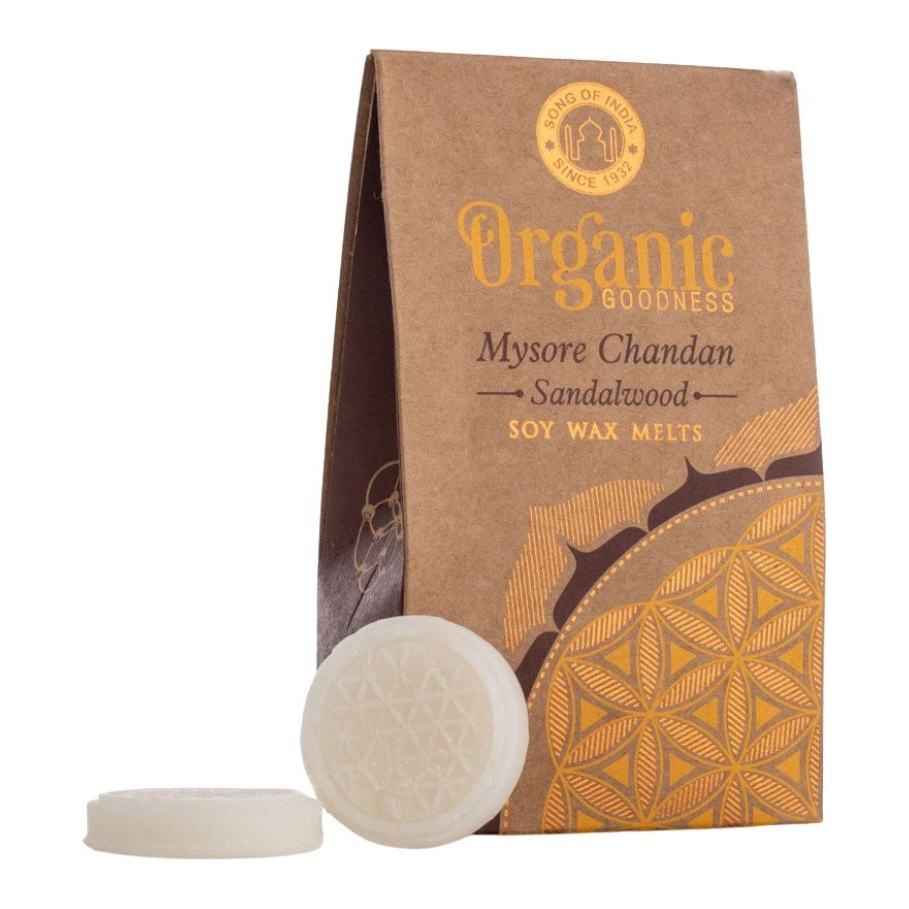 SONG OF INDIA
SINCE 1932
Organic
GOODNESS
Mysore Chandan
Sandalwood
SOY WAX MELTS